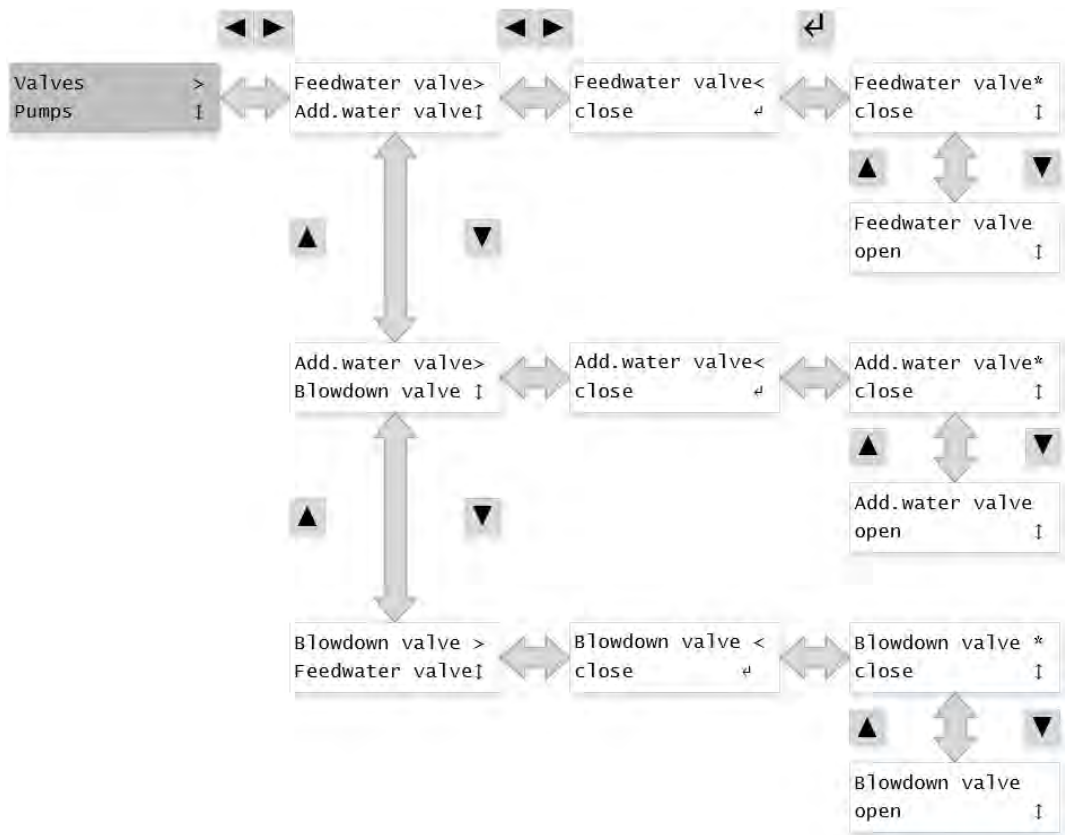 ◄ ►
◄ ►
↵
Valves >
Pumps ↕
Feedwater valve>
Add.water valve↕
Feedwater valve<
close ↵
Feedwater valve*
close ↕
▲ ▼
Feedwater valve
open ↕
▲ ▼
Add.water valve>
Blowdown valve ↕
Add.water valve<
close ↵
Add.water valve*
close ↕
▲ ▼
Add.water valve
open ↕
▲ ▼
Blowdown valve >
Feedwater valve↕
Blowdown valve <
close ↵
Blowdown valve *
close ↕
▲ ▼
Blowdown valve
open ↕